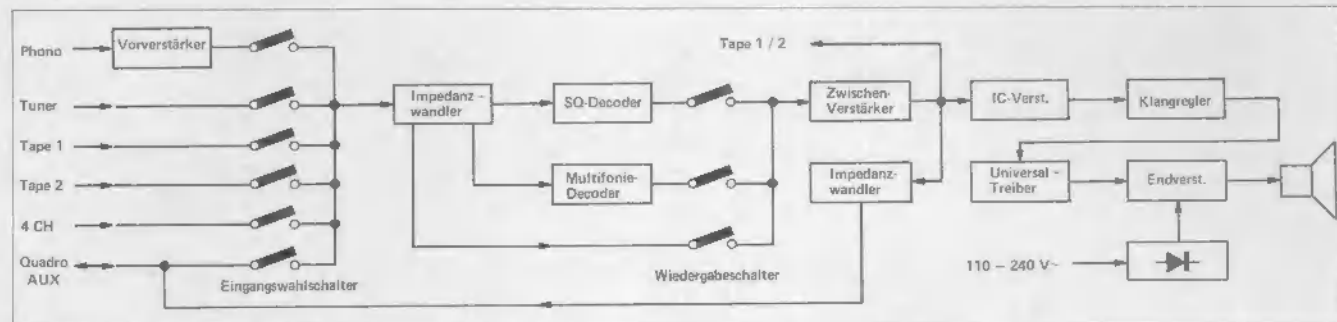 Phono
Vorverstärker
Tuner
Tape 1
Tape 2
4 CH
Quadro
AUX
Eingangswahlschalter
Impedanz -
wandler
SQ-Decoder
Multifonie-
Decoder
Wiedergabeschalter
Tape 1 / 2
Zwischen-
Verstärker
Impedanz-
wandler
IC-Verst.
Klangregler
Universal -
Treiber
Endverst.
110 – 240 V~